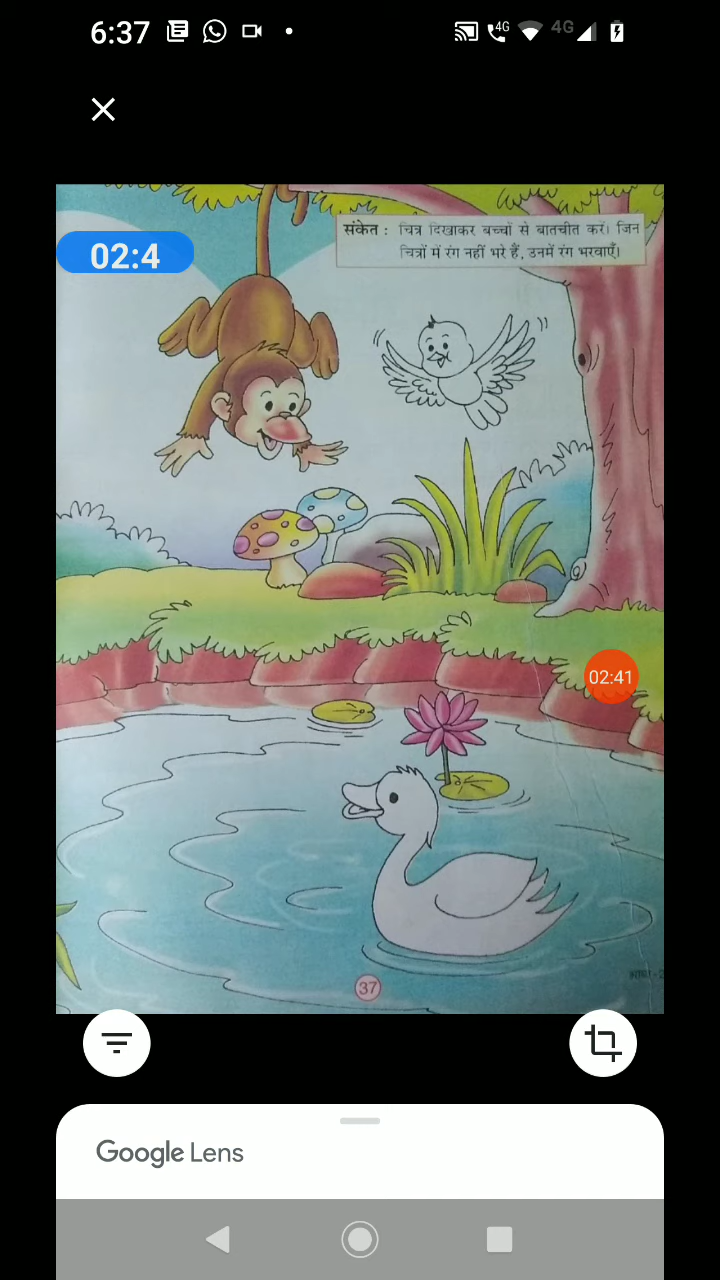 6:37
4G
4G
संकेत : चित्र दिखाकर बच्चों से बातचीत करें। जिन
चित्रों में रंग नहीं भरे हैं, उनमें रंग भरवाएँ।
02:4
02:41
37
Google Lens